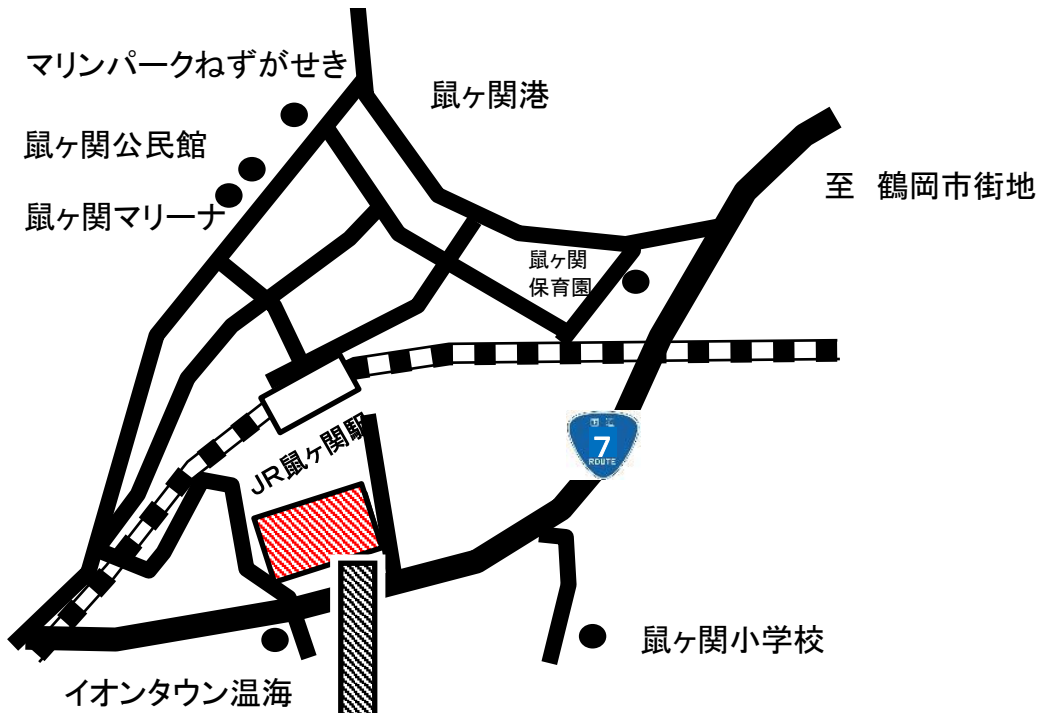 マリンパークねずがせき
鼠ヶ関港
鼠ヶ関公民館
至 鶴岡市街地
鼠ヶ関マリーナ
鼠ヶ関
保育園
JR鼠ヶ関駅
7
ROUTE
鼠ヶ関小学校
イオンタウン温海